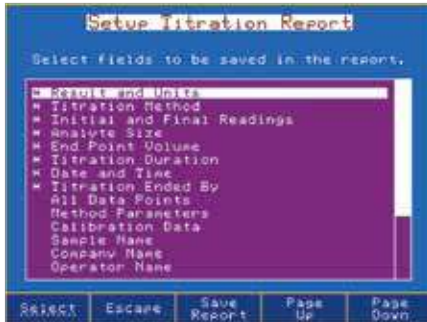 Setup Titration Report
Select fields to be saved in the report.
* Result and Units
* Titration Method
* Initial and Final Readings
* Analyte Size
* End Point Volume
* Titration Duration
* Date and Time
* Titration Ended By
All Data Points
Method Parameters
Calibration Data
Sample Name
Company Name
Operator Name
Select Escape Save Report Page Up Page Down